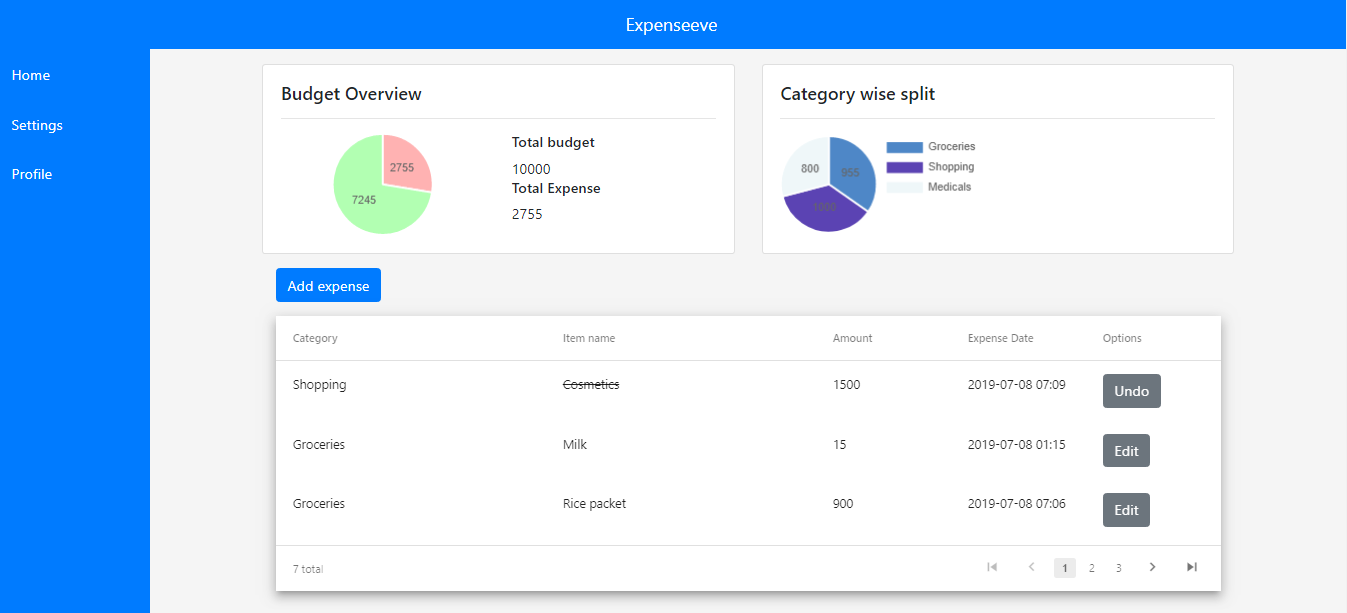 Expenseeve
Home
Settings
Profile
Budget Overview
2755
7245
Total budget
10000
Total Expense
2755
Category wise split
800
955
1000
Groceries
Shopping
Medicals
Add expense
Category Item name Amount Expense Date Options
Shopping Cosmetics 1500 2019-07-08 07:09 Undo
Groceries Milk 15 2019-07-08 01:15 Edit
Groceries Rice packet 900 2019-07-08 07:06 Edit
7 total 1 2 3